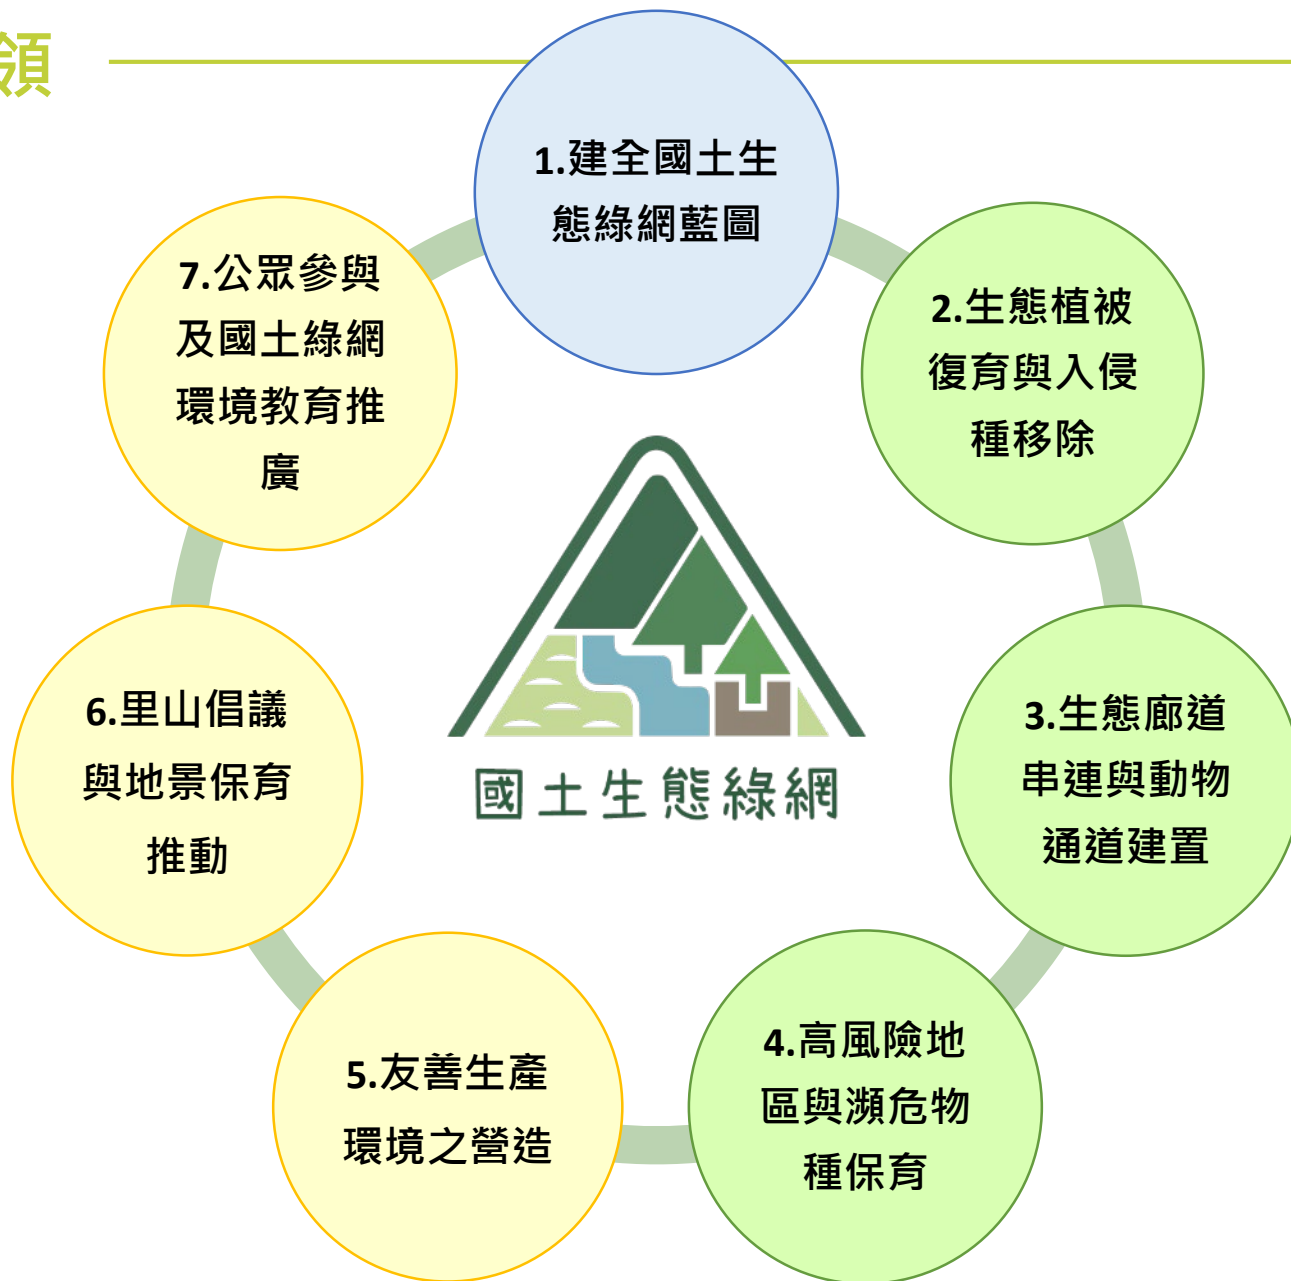 領
1.建全國土生
態綠網藍圖
2.生態植被
復育與入侵
種移除
3.生態廊道
串連與動物
通道建置
4.高風險地
區與瀕危物
種保育
5.友善生產
環境之營造
6.里山倡議
與地景保育
推動
7.公眾參與
及國土綠網
環境教育推
廣
國土生態綠網